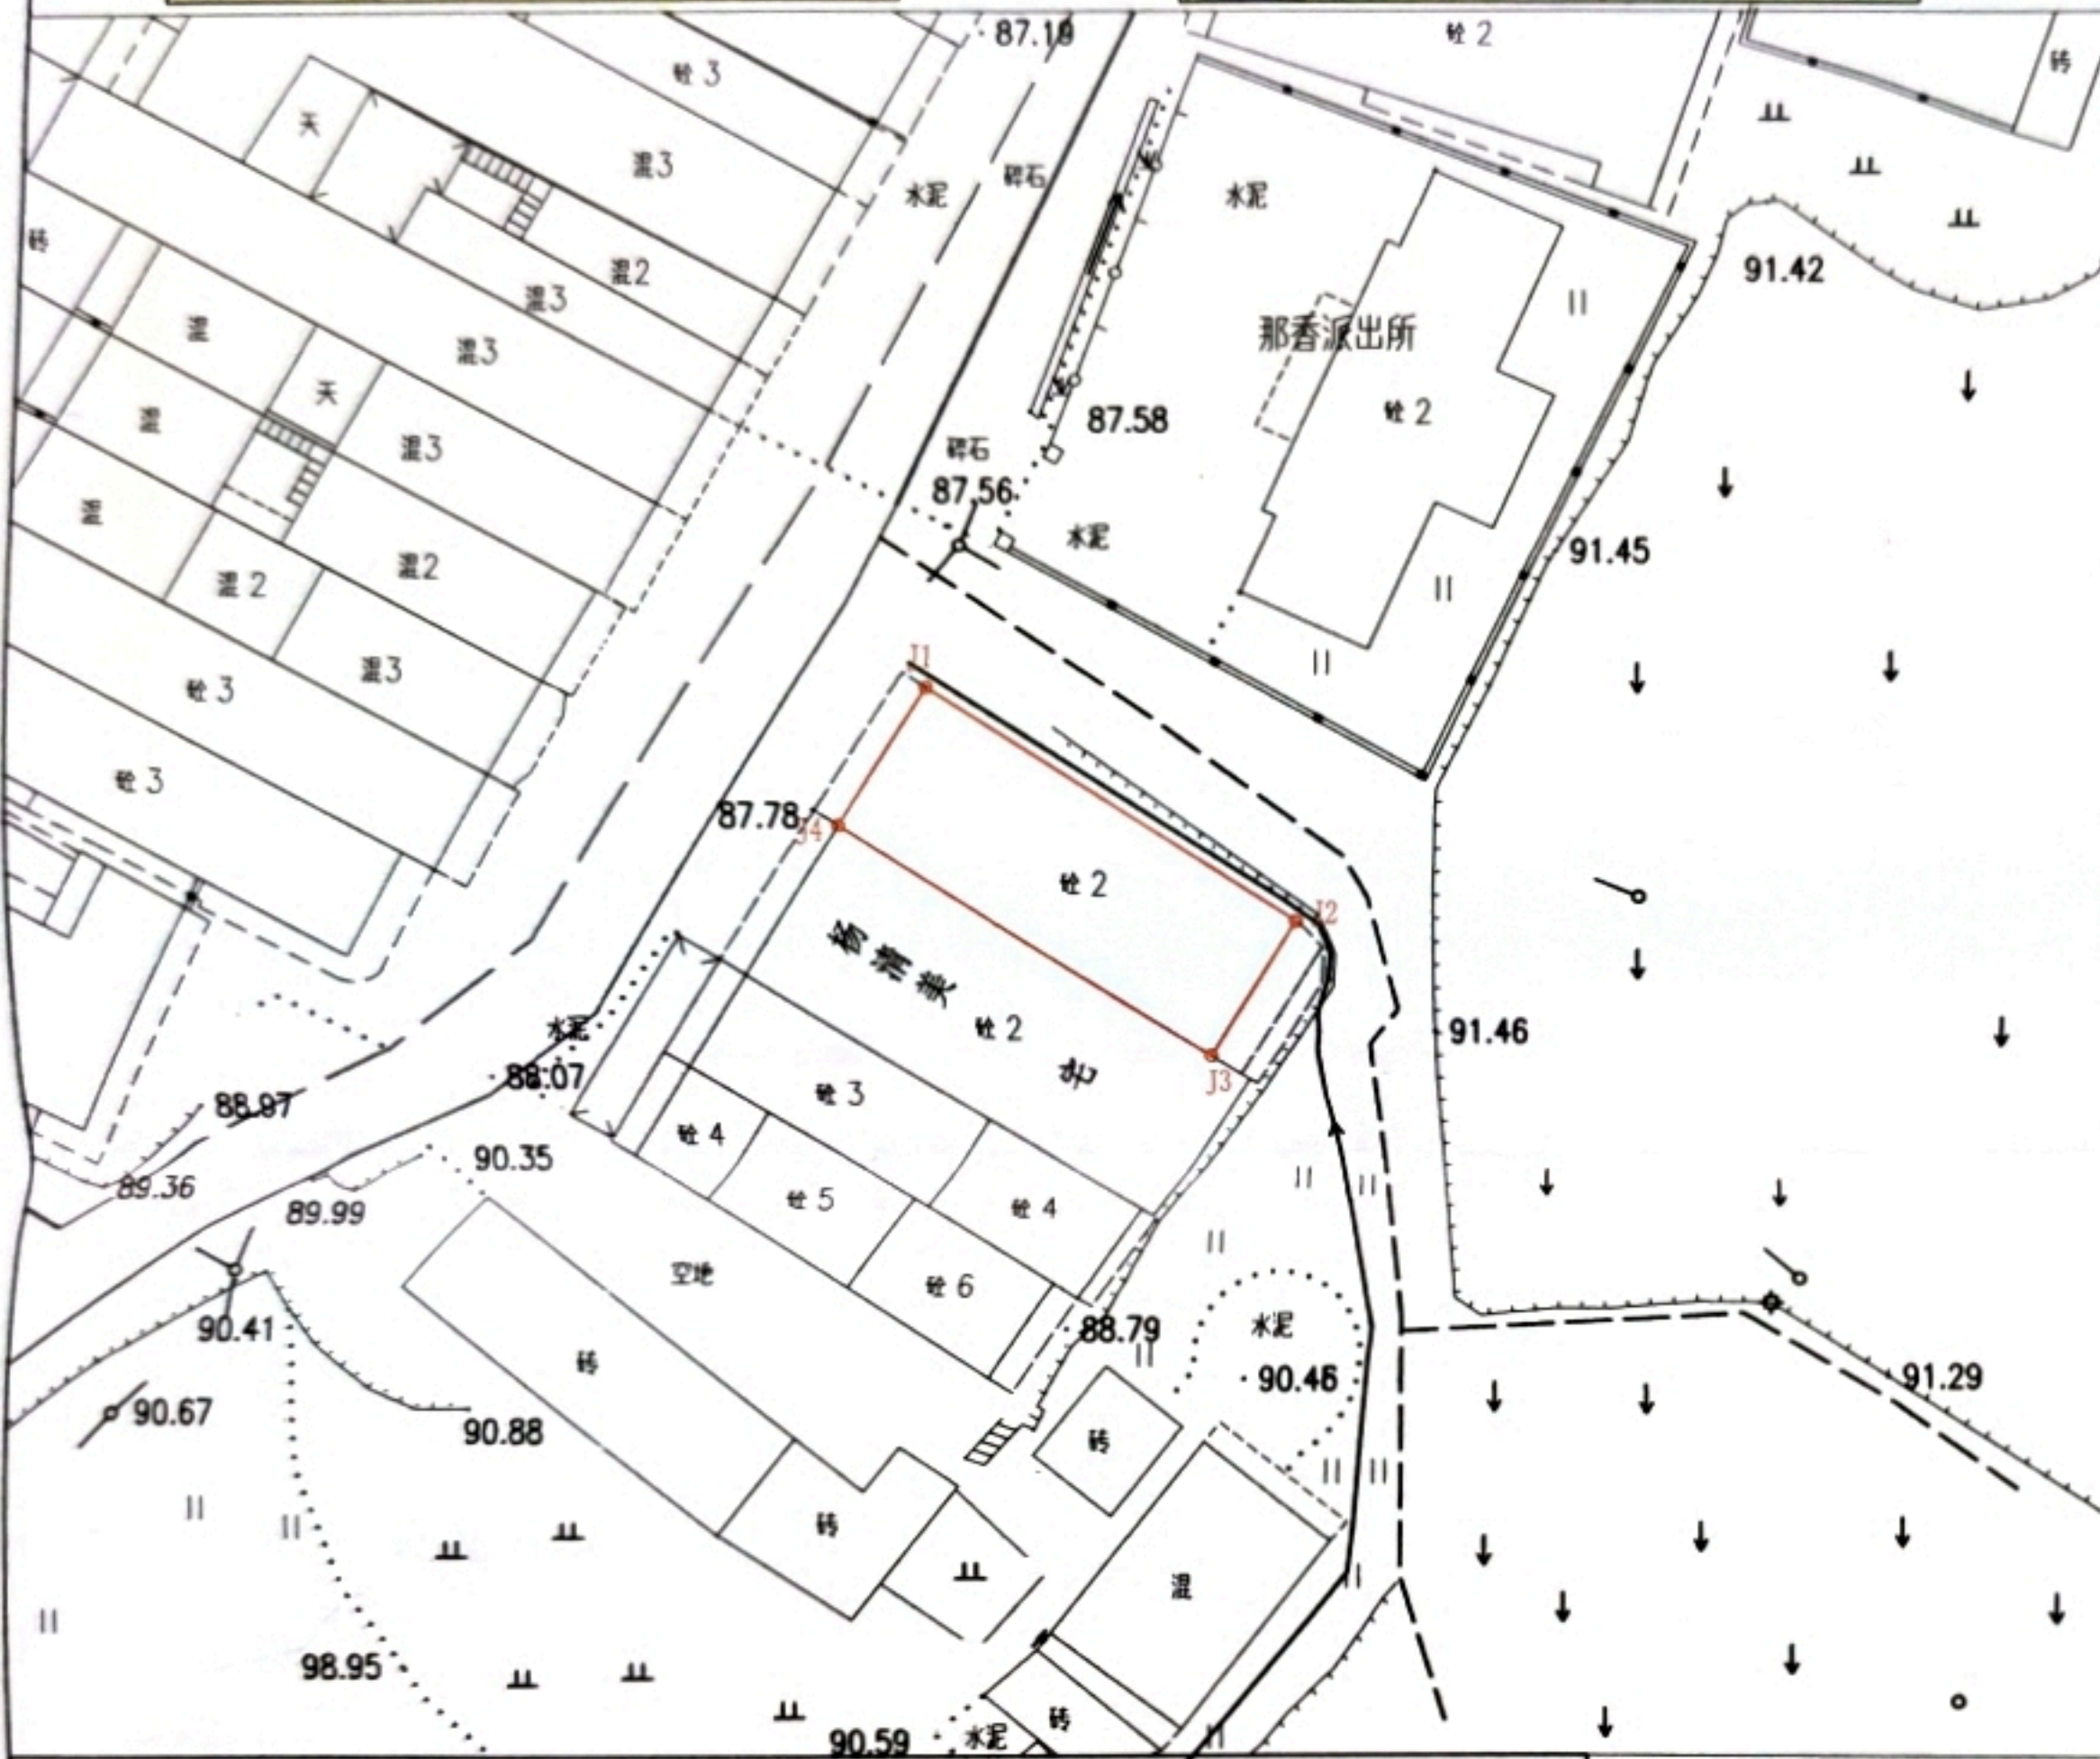 87.19
砼 2
砖
砼 3
天
混3
水泥
碎石
水泥
砖
混2
91.42
混3
混
混3
那香派出所
天
混
混3
87.58
砼 2
碎石
87.56
混
水泥
91.45
混2
混2
混3
砼 3
J1
砼 3
87.78
J4
砼 2
J2
杨清美
水泥
砼 2
91.46
宅
88.07
J3
砼 3
88.97
砼 4
90.35
89.36
砼 5
砼 4
89.99
空地
砼 6
90.41
88.79
水泥
砖
90.46
91.29
90.67
90.88
砖
砖
混
98.95
砖
90.59
水泥